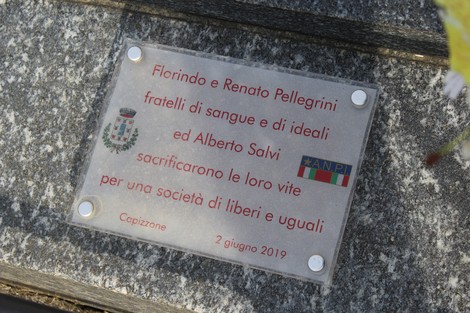 Florindo e Renato Pellegrini
fratelli di sangue e di ideali
ed Alberto Salvi
A.N.P.I.
sacrificarono le loro vite
per una società di liberi e uguali
Capizzone 2 giugno 2019